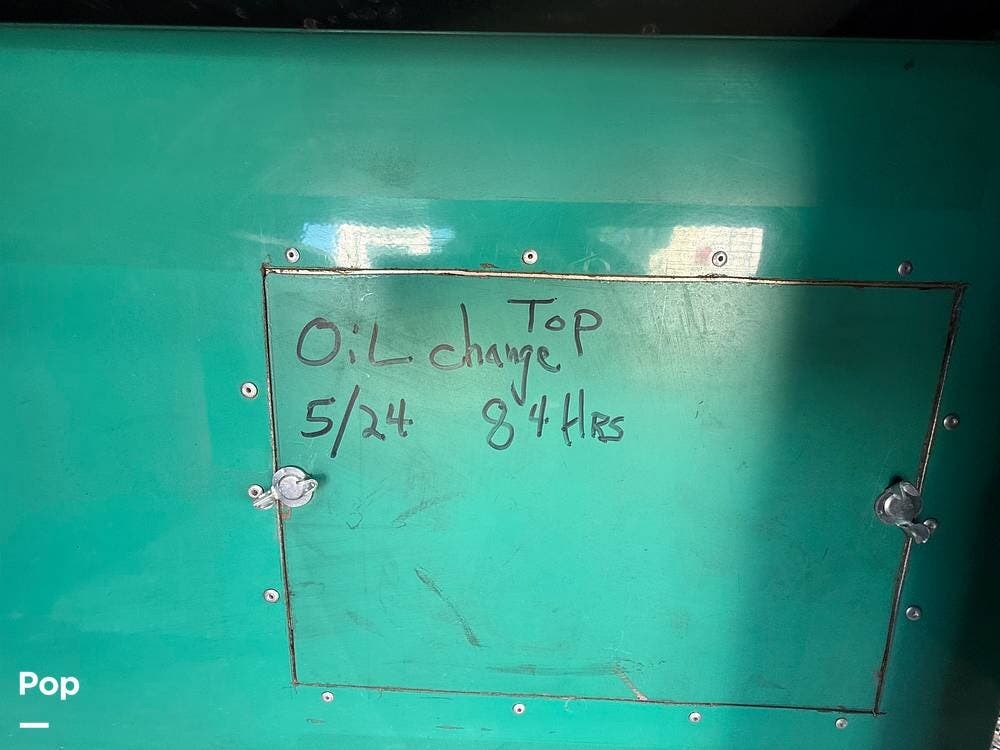 Top
OiL change
5/24 84 HRS
Pop